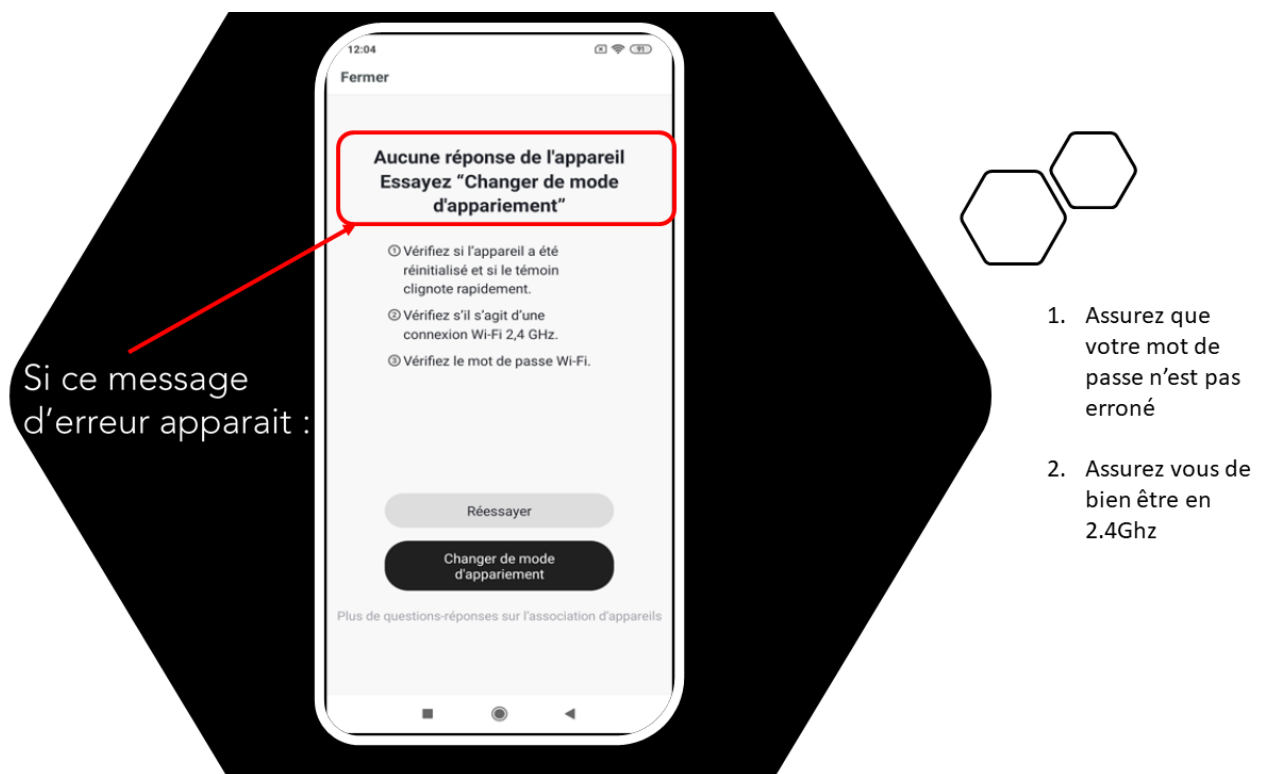 12:04
91
Fermer
Aucune réponse de l'appareil
Essayez “Changer de mode
d'appariement”
① Vérifiez si l'appareil a été
réinitialisé et si le témoin
clignote rapidement.
② Vérifiez s'il s'agit d'une
connexion Wi-Fi 2,4 GHz.
③ Vérifiez le mot de passe Wi-Fi.
Si ce message
d’erreur apparait :
Réessayer
Changer de mode
d'appariement
Plus de questions-réponses sur l'association d'appareils
1. Assurez que
votre mot de
passe n’est pas
erroné
2. Assurez vous de
bien être en
2.4Ghz